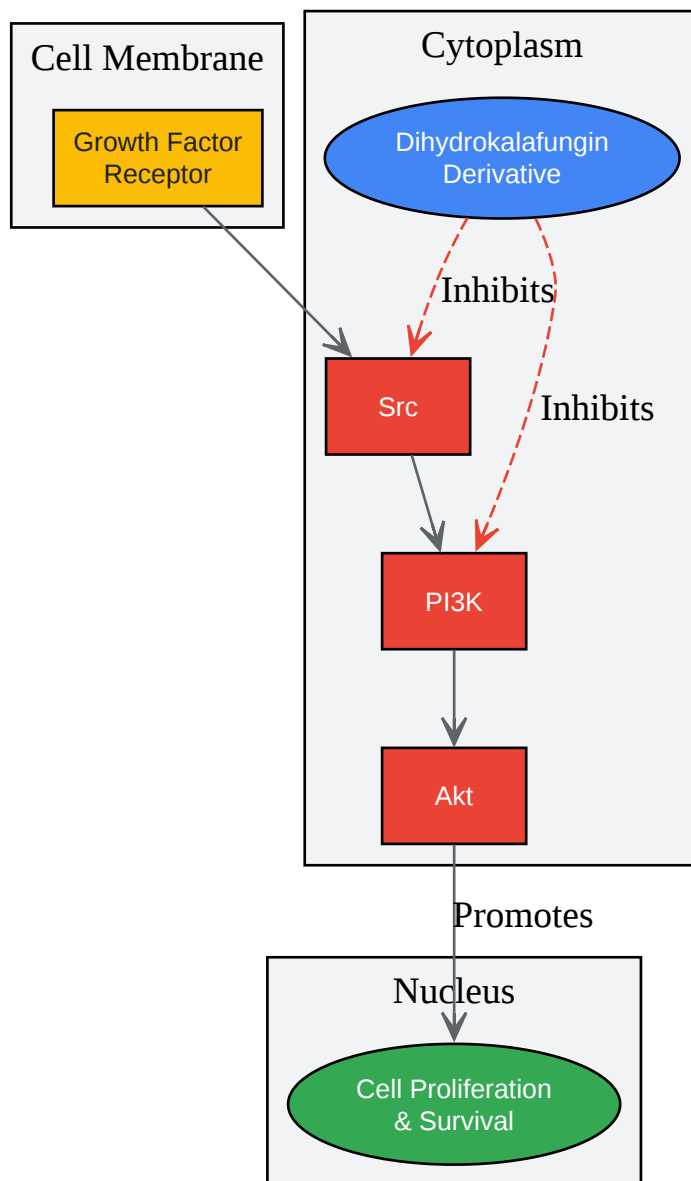 Cell Membrane
Growth Factor
Receptor
Cytoplasm
Dihydrokalafungin
Derivative
Inhibits
Src
Inhibits
PI3K
Akt
Promotes
Nucleus
Cell Proliferation
& Survival